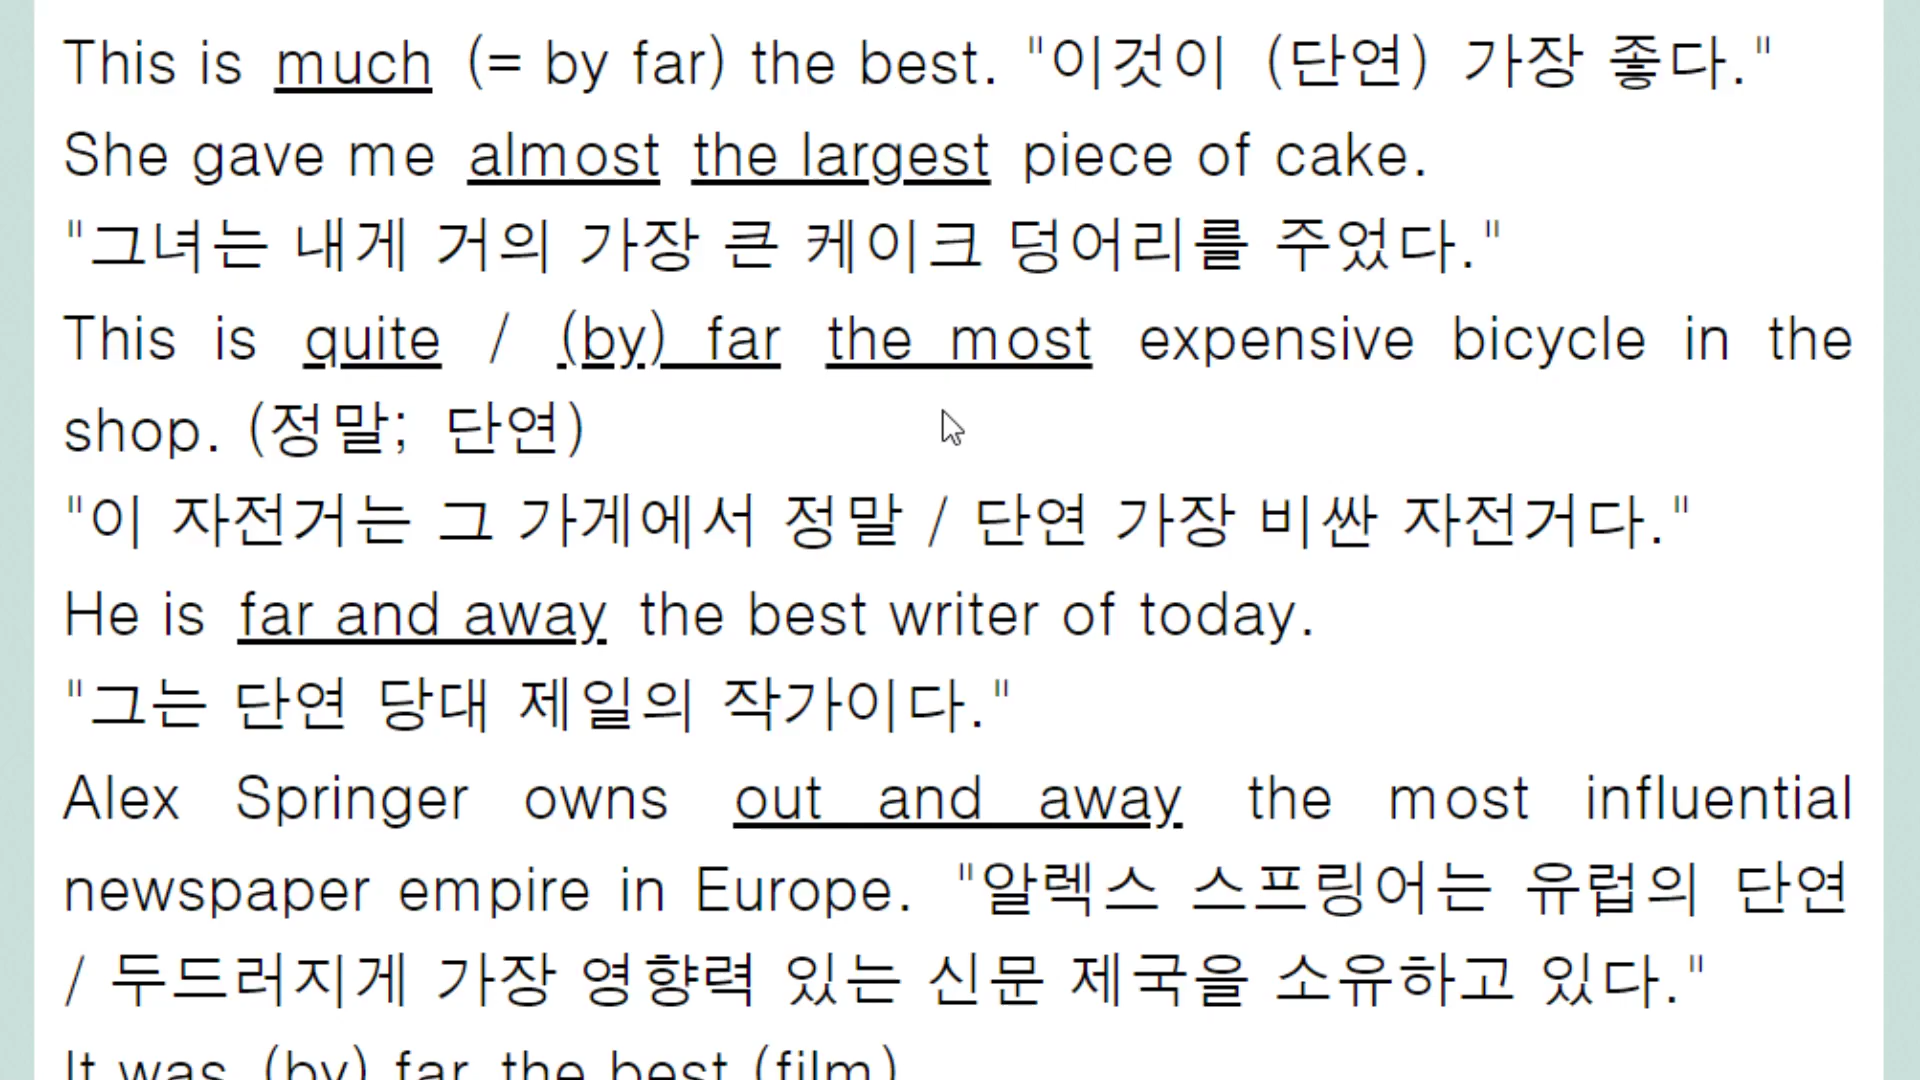 This is much (= by far) the best. "이것이 (단연) 가장 좋다."
She gave me almost the largest piece of cake.
"그녀는 내게 거의 가장 큰 케이크 덩어리를 주었다."
This is quite / (by) far the most expensive bicycle in the
shop. (정말; 단연)
"이 자전거는 그 가게에서 정말 / 단연 가장 비싼 자전거다."
He is far and away the best writer of today.
"그는 단연 당대 제일의 작가이다."
Alex Springer owns out and away the most influential
newspaper empire in Europe. "알렉스 스프링어는 유럽의 단연
/ 두드러지게 가장 영향력 있는 신문 제국을 소유하고 있다."
It was (by) far the best (film)